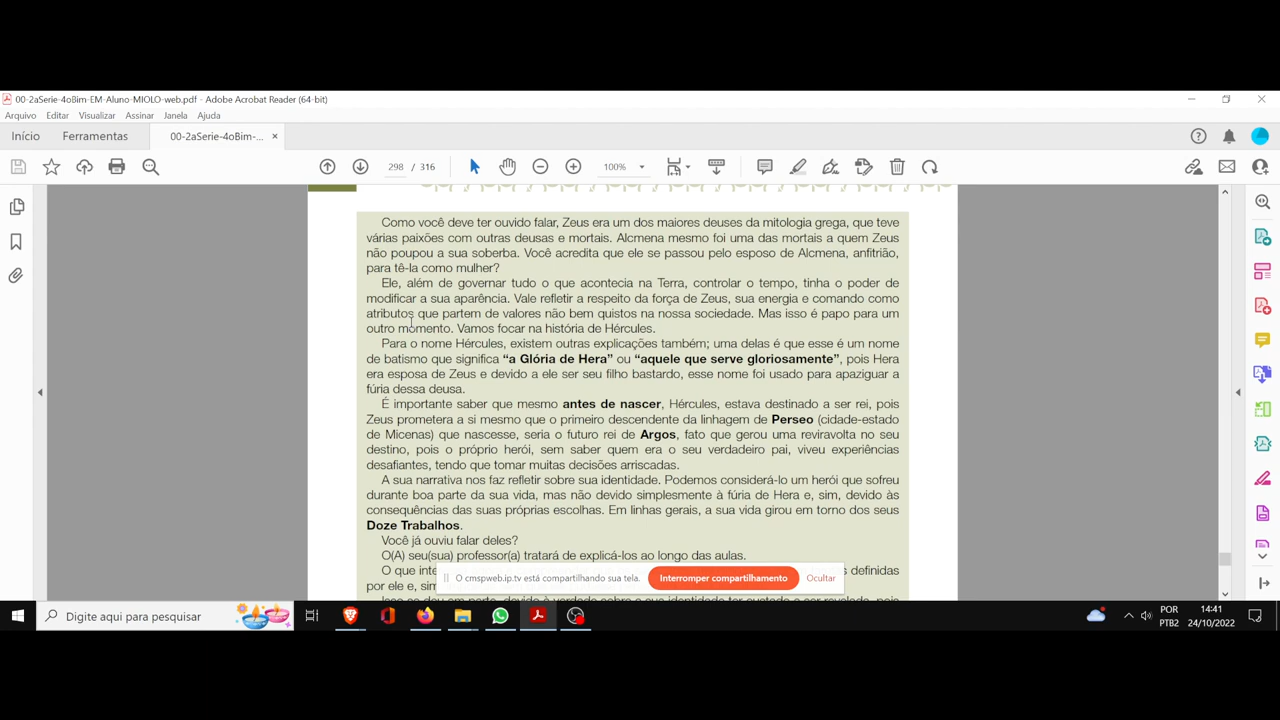 00-2aSerie-4oBim-EM-Aluno-MIOLO-web.pdf - Adobe Acrobat Reader (64-bit)
Arquivo Editar Visualizar Assinar Janela Ajuda
Início Ferramentas 00-2aSerie-4oBim-... ×
298 / 316 100%
Como você deve ter ouvido falar, Zeus era um dos maiores deuses da mitologia grega, que teve
várias paixões com outras deusas e mortais. Alcmena mesmo foi uma das mortais a quem Zeus
não poupou a sua soberba. Você acredita que ele se passou pelo esposo de Alcmena, anfitrião,
para tê-la como mulher?
Ele, além de governar tudo o que acontecia na Terra, controlar o tempo, tinha o poder de
modificar a sua aparência. Vale refletir a respeito da força de Zeus, sua energia e comando como
atributos que partem de valores não bem quistos na nossa sociedade. Mas isso é papo para um
outro momento. Vamos focar na história de Hércules.
Para o nome Hércules, existem outras explicações também; uma delas é que esse é um nome
de batismo que significa “a Glória de Hera” ou “aquele que serve gloriosamente”, pois Hera
era esposa de Zeus e devido a ele ser seu filho bastardo, esse nome foi usado para apaziguar a
fúria dessa deusa.
É importante saber que mesmo antes de nascer, Hércules, estava destinado a ser rei, pois
Zeus prometera a si mesmo que o primeiro descendente da linhagem de Perseo (cidade-estado
de Micenas) que nascesse, seria o futuro rei de Argos, fato que gerou uma reviravolta no seu
destino, pois o próprio herói, sem saber quem era o seu verdadeiro pai, viveu experiências
desafiantes, tendo que tomar muitas decisões arriscadas.
A sua narrativa nos faz refletir sobre sua identidade. Podemos considerá-lo um herói que sofreu
durante boa parte da sua vida, mas não devido simplesmente à fúria de Hera e, sim, devido às
consequências das suas próprias escolhas. Em linhas gerais, a sua vida girou em torno dos seus
Doze Trabalhos.
Você já ouviu falar deles?
O(A) seu(sua) professor(a) tratará de explicá-los ao longo das aulas.
O que definidas
por ele e,
O cmspweb.ip.tv está compartilhando sua tela. Interromper compartilhamento Ocultar
Digite aqui para pesquisar
POR 14:41
PTB2 24/10/2022